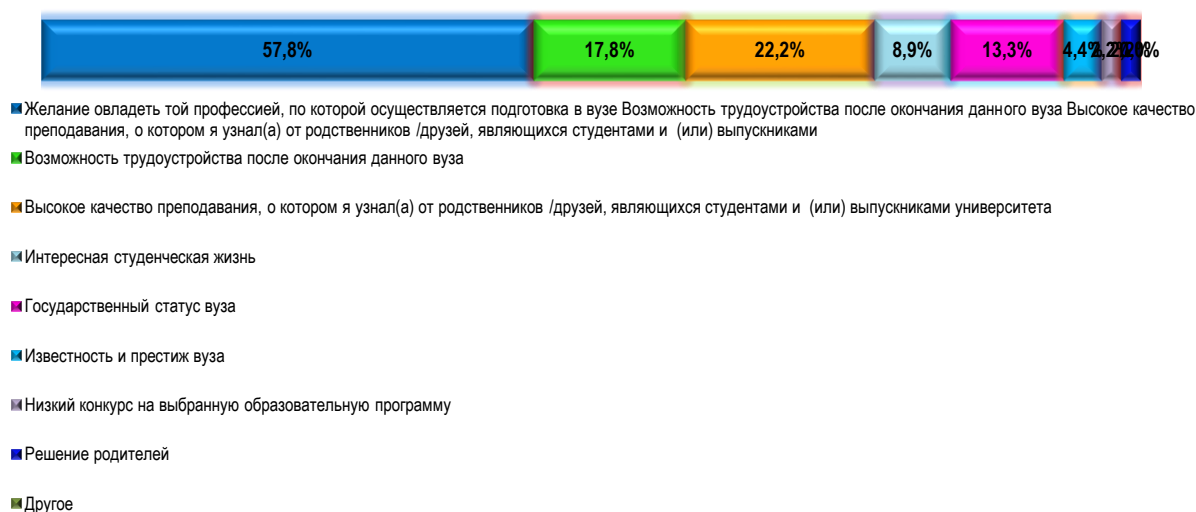 57,8% 17,8% 22,2% 8,9% 13,3% 4,4%
Желание овладеть той профессией, по которой осуществляется подготовка в вузе Возможность трудоустройства после окончания данного вуза Высокое качество
преподавания, о котором я узнал(а) от родственников /друзей, являющихся студентами и (или) выпускниками
Возможность трудоустройства после окончания данного вуза
Высокое качество преподавания, о котором я узнал(а) от родственников /друзей, являющихся студентами и (или) выпускниками университета
Интересная студенческая жизнь
Государственный статус вуза
Известность и престиж вуза
Низкий конкурс на выбранную образовательную программу
Решение родителей
Другое